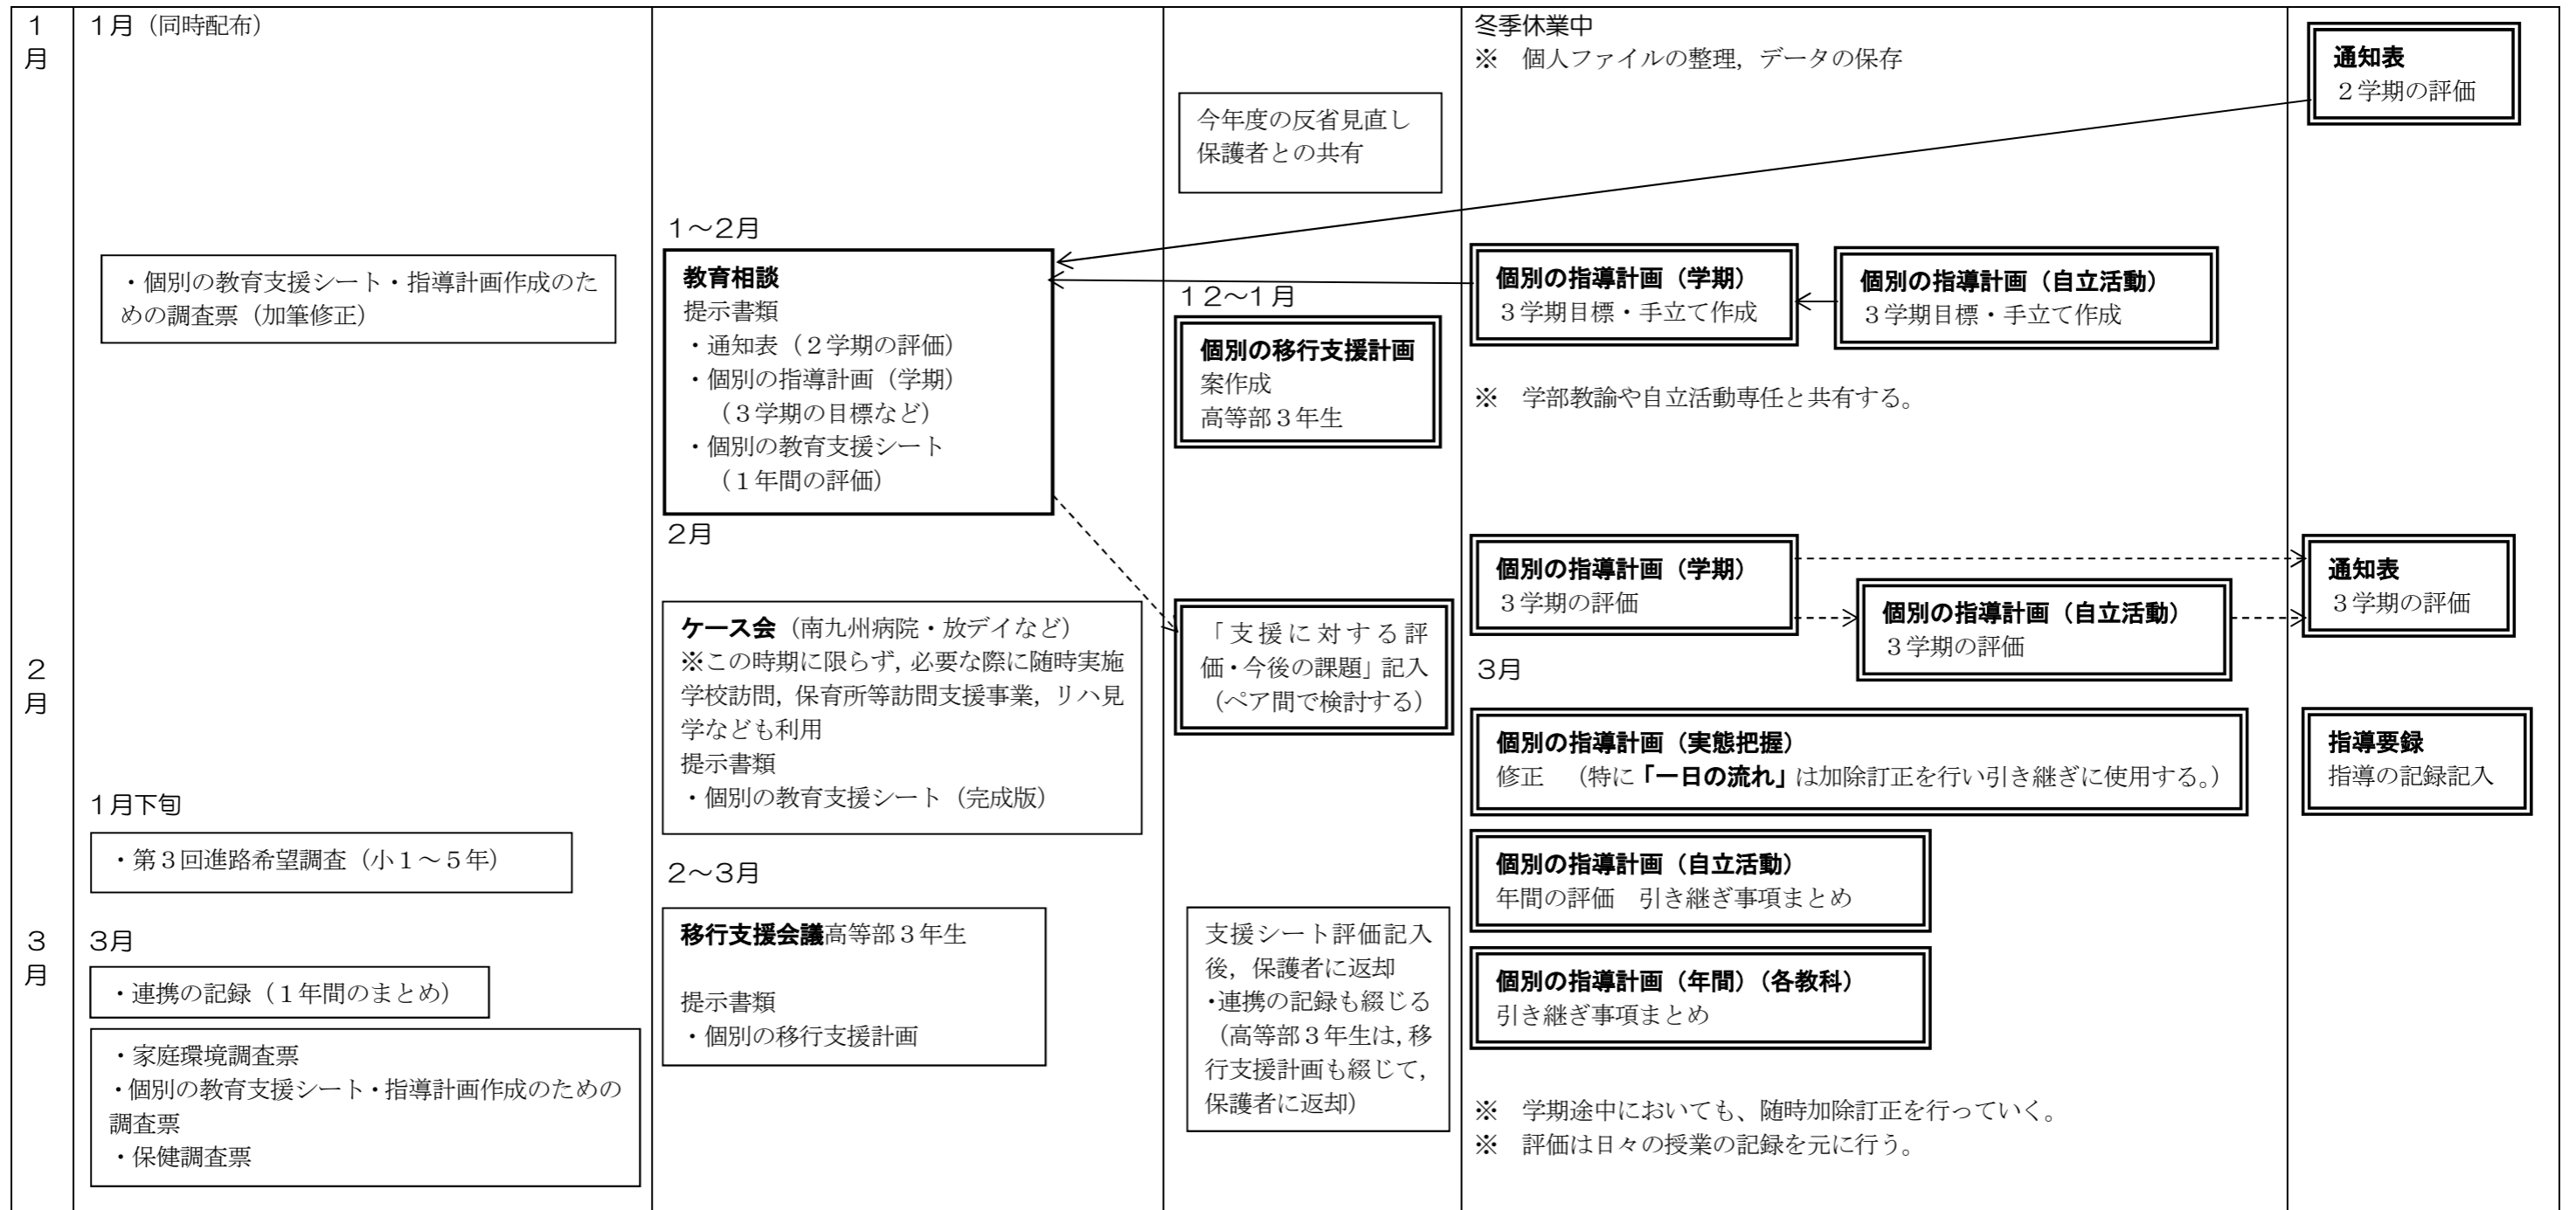 1
月
1月（同時配布）
・個別の教育支援シート・指導計画作成のた
めの調査票（加筆修正）
2
月
1月下旬
・第３回進路希望調査（小１～５年）
3
月
3月
・連携の記録（１年間のまとめ）
・家庭環境調査票
・個別の教育支援シート・指導計画作成のための
調査票
・保健調査票
1～2月
教育相談
提示書類
・通知表（２学期の評価）
・個別の指導計画（学期）
（３学期の目標など）
・個別の教育支援シート
（１年間の評価）
2月
ケース会（南九州病院・放デイなど）
※この時期に限らず，必要な際に随時実施
学校訪問，保育所等訪問支援事業，リハ見
学なども利用
提示書類
・個別の教育支援シート（完成版）
2～3月
移行支援会議高等部３年生
提示書類
・個別の移行支援計画
今年度の反省見直し
保護者との共有
12～1月
個別の移行支援計画
案作成
高等部３年生
「支援に対する評
価・今後の課題」記入
（ペア間で検討する）
支援シート評価記入
後，保護者に返却
・連携の記録も綴じる
（高等部３年生は，移
行支援計画も綴じて，
保護者に返却）
冬季休業中
※　個人ファイルの整理，データの保存
個別の指導計画（学期）
３学期目標・手立て作成
個別の指導計画（自立活動）
３学期目標・手立て作成
※　学部教諭や自立活動専任と共有する。
個別の指導計画（学期）
３学期の評価
個別の指導計画（自立活動）
３学期の評価
3月
個別の指導計画（実態把握）
修正　（特に「一日の流れ」は加除訂正を行い引き継ぎに使用する。）
個別の指導計画（自立活動）
年間の評価　引き継ぎ事項まとめ
個別の指導計画（年間）（各教科）
引き継ぎ事項まとめ
※　学期途中においても、随時加除訂正を行っていく。
※　評価は日々の授業の記録を元に行う。
通知表
２学期の評価
通知表
３学期の評価
指導要録
指導の記録記入